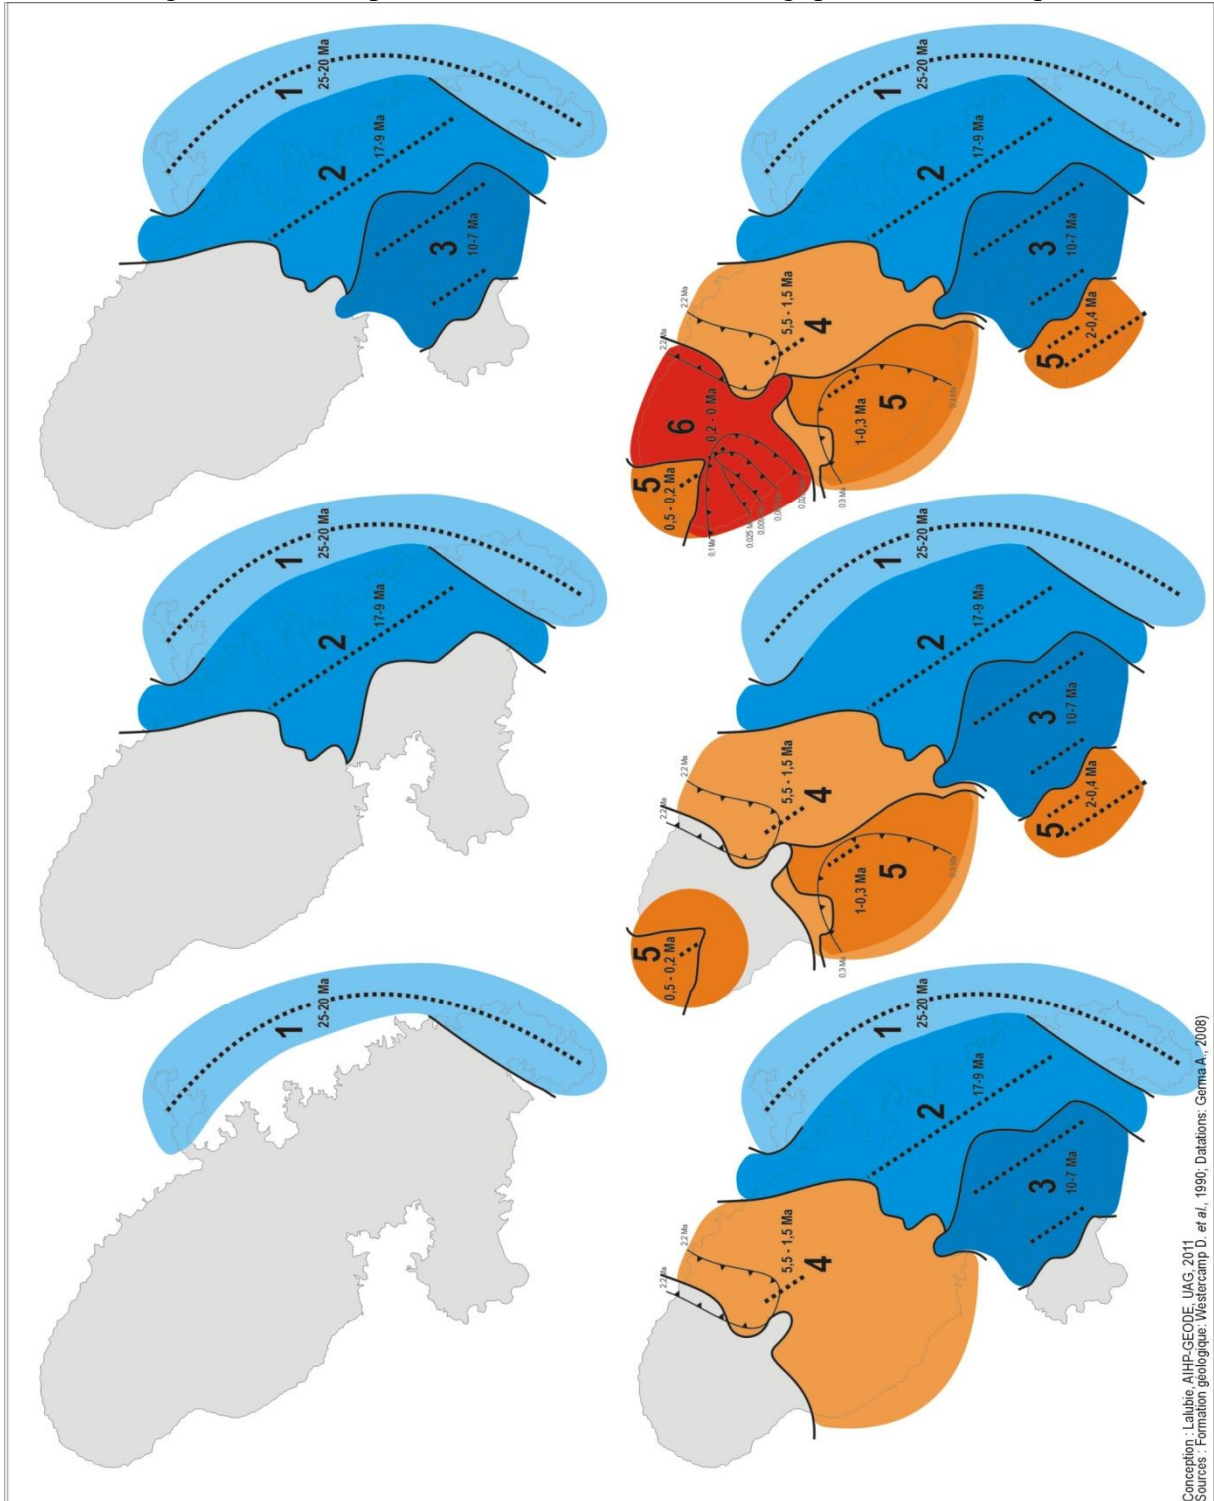 1
25-20 Ma
1
25-20 Ma
2
17-9 Ma
1
25-20 Ma
2
17-9 Ma
3
10-7 Ma
2,2 Ma
2,2 Ma
5,5 - 1,5 Ma
4
1
25-20 Ma
2
17-9 Ma
3
10-7 Ma
5
0,5 - 0,2 Ma
2,2 Ma
2,2 Ma
5,5 - 1,5 Ma
4
0,3 Ma
1-0,3 Ma
5
0,3 Ma
1
25-20 Ma
2
17-9 Ma
3
10-7 Ma
5
2-0,4 Ma
5
0,5 - 0,2 Ma
6
0,2 - 0 Ma
2,2 Ma
2,2 Ma
0,1 Ma
5,5 - 1,5 Ma
4
03 Ma
1-0,3 Ma
5
0,3 Ma
1
25-20 Ma
2
17-9 Ma
3
10-7 Ma
5
2-0,4 Ma
Conception : Lalubie, AIHP-GEODE, UAG, 2011
Sources : Formation géologique: Westercamp D. et al., 1990; Datations: Germa A., 2008)